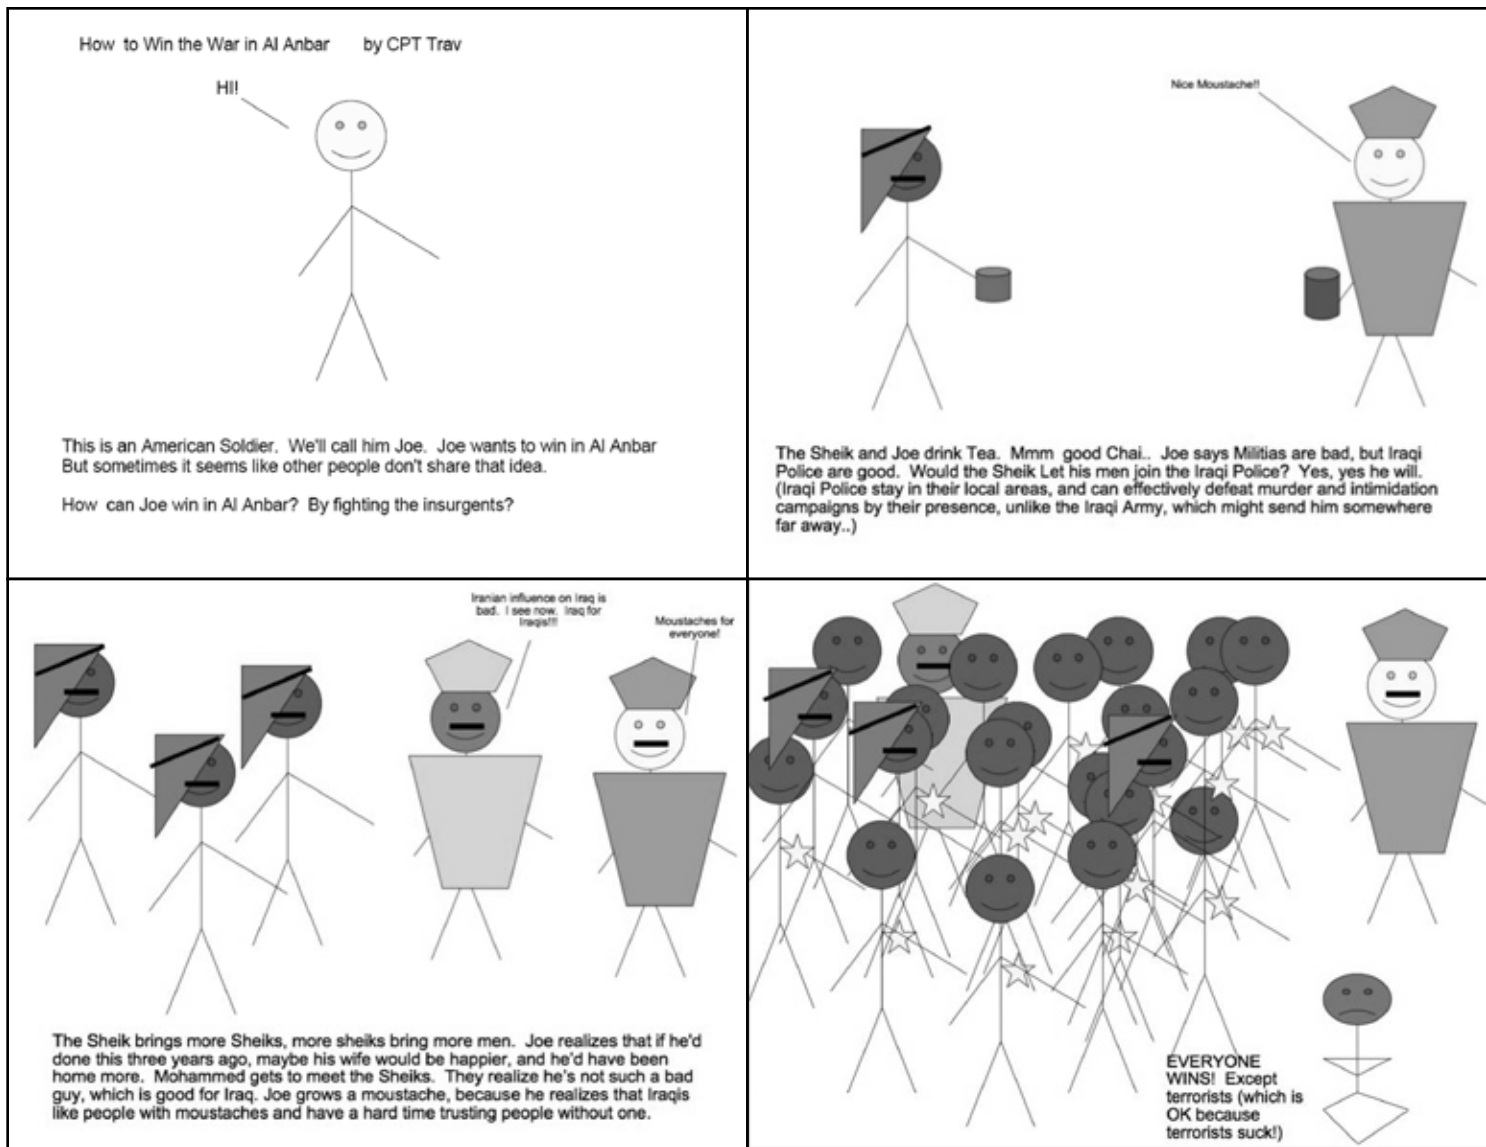 How to Win the War in Al Anbar by CPT Trav
HI!
This is an American Soldier. We'll call him Joe. Joe wants to win in Al Anbar
But sometimes it seems like other people don't share that idea.
How can Joe win in Al Anbar? By fighting the insurgents?
Nice Moustache!!
The Sheik and Joe drink Tea. Mmm good Chai.. Joe says Militias are bad, but Iraqi
Police are good. Would the Sheik Let his men join the Iraqi Police? Yes, yes he will.
(Iraqi Police stay in their local areas, and can effectively defeat murder and intimidation
campaigns by their presence, unlike the Iraqi Army, which might send him somewhere
far away..)
Iranian influence on Iraq is
bad. I see now. Iraq for
Iraqis!!!
Moustaches for
everyone!
The Sheik brings more Sheiks, more sheiks bring more men. Joe realizes that if he'd
done this three years ago, maybe his wife would be happier, and he'd have been
home more. Mohammed gets to meet the Sheiks. They realize he's not such a bad
guy, which is good for Iraq. Joe grows a moustache, because he realizes that Iraqis
like people with moustaches and have a hard time trusting people without one.
EVERYONE
WINS! Except
terrorists (which is
OK because
terrorists suck!)